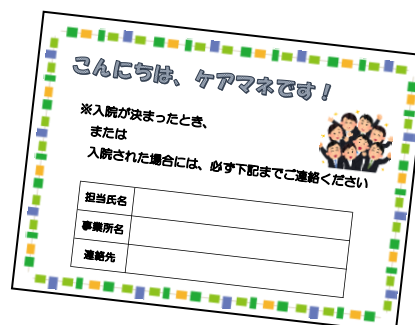 こんにちは、ケアマネです！
※入院が決まったとき、
または
入院された場合には、必ず下記までご連絡ください
担当氏名
事業所名
連絡先